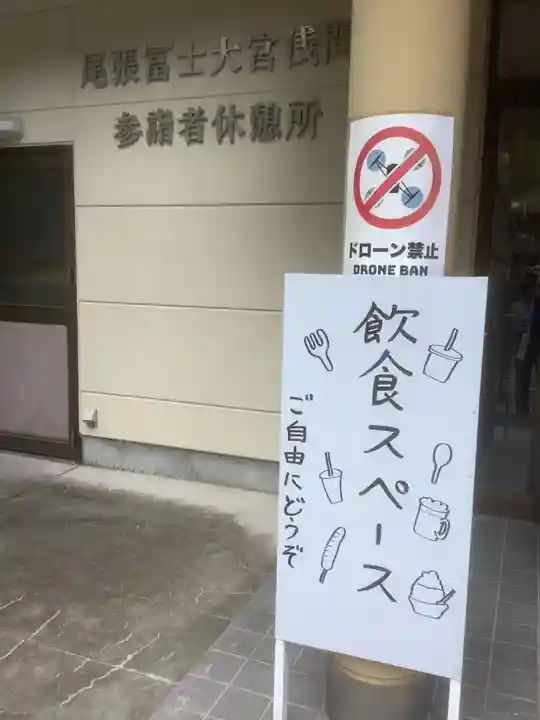 尾張冨士大宮浅間
参詣者休憩所
ドローン禁止
DRONE BAN
飲食スペース
ご自由にどうぞ